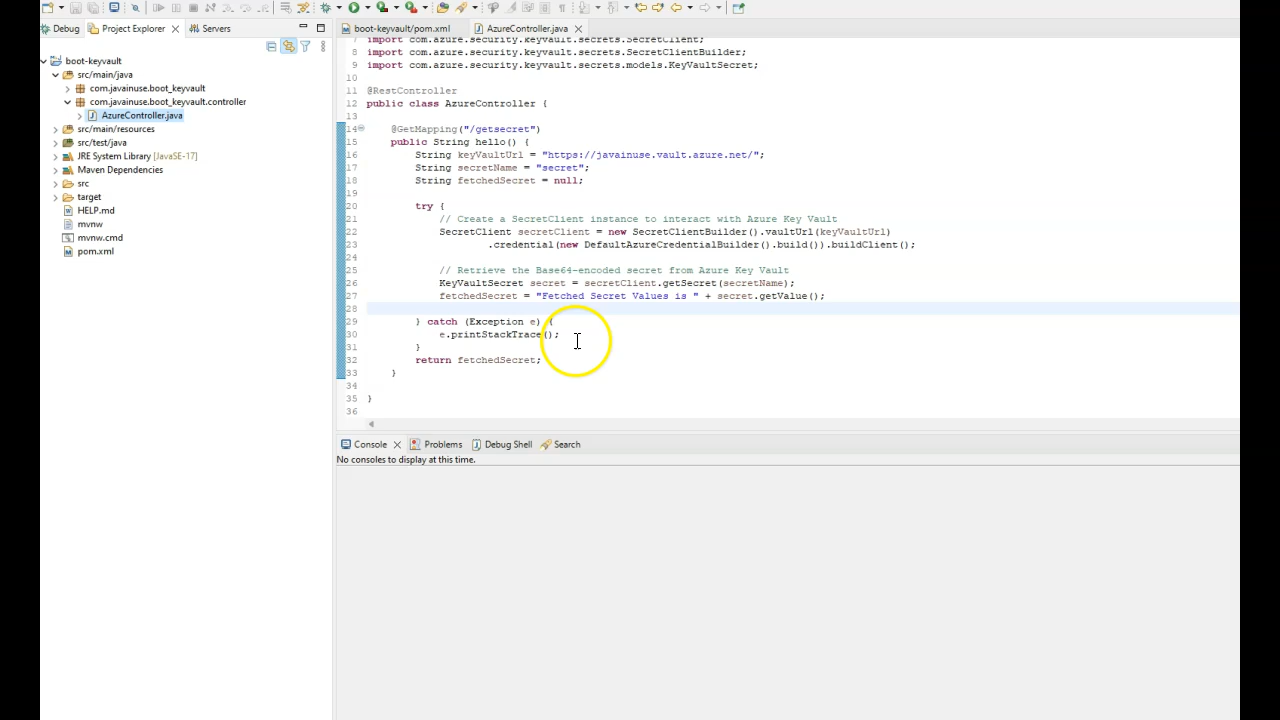 Debug
Project Explorer
Servers
boot-keyvault/pom.xml
AzureController.java
boot-keyvault
src/main/java
com.javainuse.boot_keyvault
com.javainuse.boot_keyvault.controller
AzureController.java
src/main/resources
src/test/java
JRE System Library [JavaSE-17]
Maven Dependencies
src
target
HELP.md
mvnw
mvnw.cmd
pom.xml
7 import com.azure.security.keyvault.secrets.SecretClient;
8 import com.azure.security.keyvault.secrets.SecretClientBuilder;
9 import com.azure.security.keyvault.secrets.models.KeyVaultSecret;
10
11 @RestController
12 public class AzureController {
13
14 @GetMapping("/getsecret")
15 public String hello() {
16 String keyVaultUrl = "https://javainuse.vault.azure.net/";
17 String secretName = "secret";
18 String fetchedSecret = null;
19
20 try {
21 // Create a SecretClient instance to interact with Azure Key Vault
22 SecretClient secretClient = new SecretClientBuilder().vaultUrl(keyVaultUrl)
23 .credential(new DefaultAzureCredentialBuilder().build()).buildClient();
24
25 // Retrieve the Base64-encoded secret from Azure Key Vault
26 KeyVaultSecret secret = secretClient.getSecret(secretName);
27 fetchedSecret = "Fetched Secret Values is " + secret.getValue();
28
29 } catch (Exception e) {
30 e.printStackTrace();
31 }
32 return fetchedSecret;
33 }
34
35 }
36
Console
Problems
Debug Shell
Search
No consoles to display at this time.